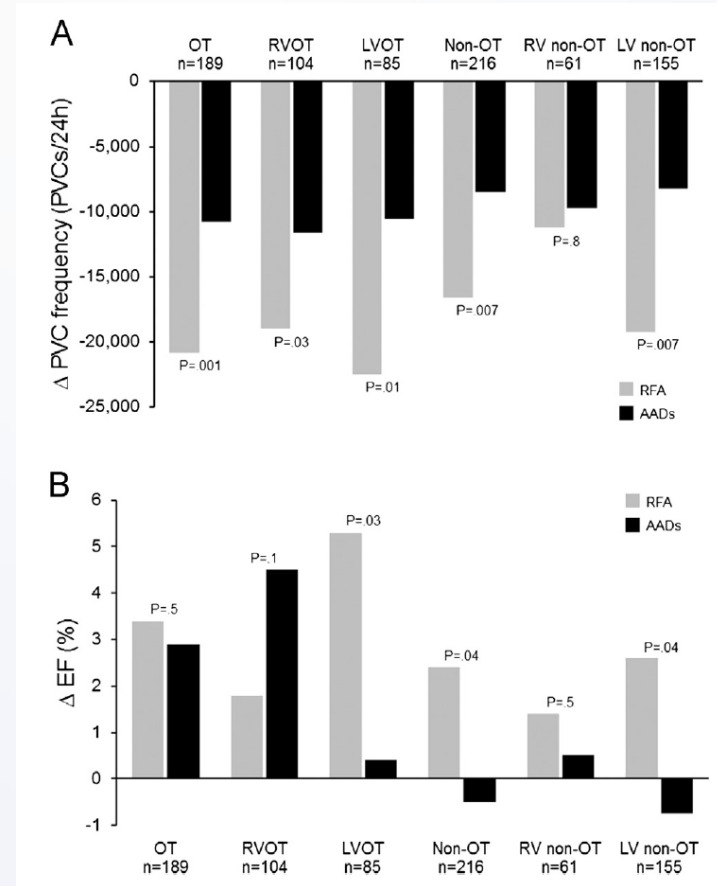 A
OT RVOT LVOT Non-OT RV non-OT LV non-OT
n=189 n=104 n=85 n=216 n=61 n=155
0
-5,000
-10,000
-15,000
-20,000
-25,000
Δ PVC frequency (PVCs/24h)
P=.001 P=.03 P=.01 P=.007 P=.8 P=.007
RFA
AADs
B
6
5
4
3
2
1
0
-1
Δ EF (%)
P=.5 P=.1 P=.03 P=.04 P=.5 P=.04
RFA
AADs
OT RVOT LVOT Non-OT RV non-OT LV non-OT
n=189 n=104 n=85 n=216 n=61 n=155